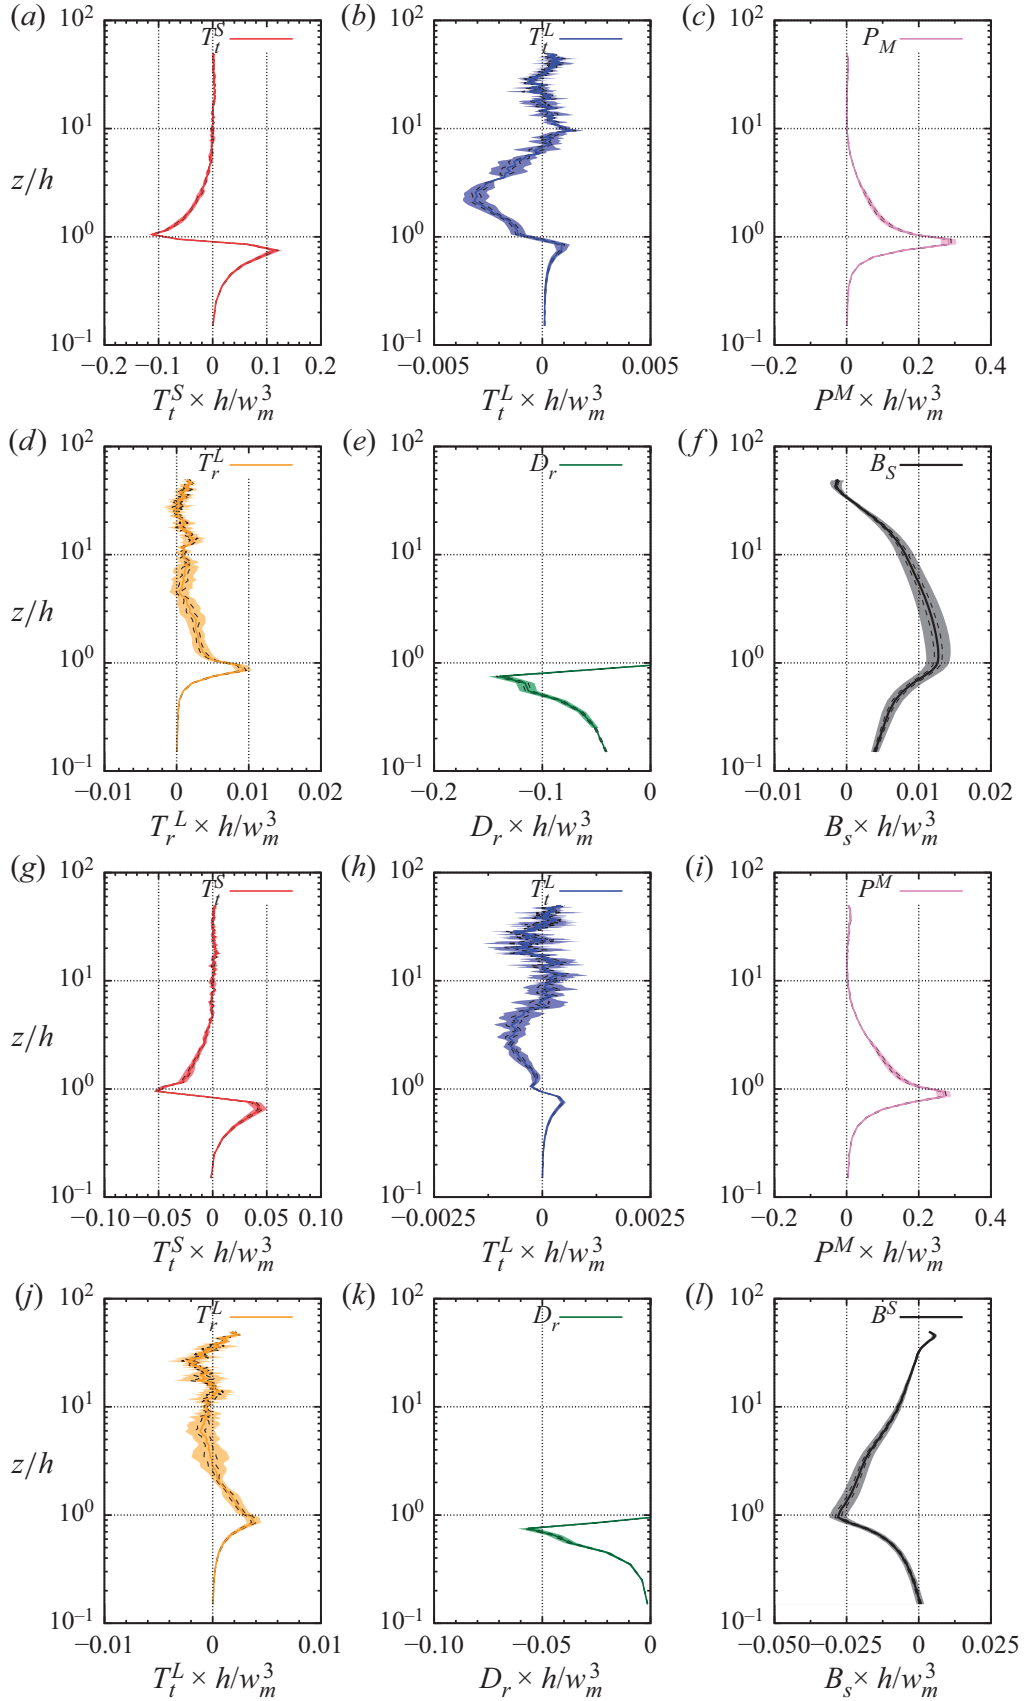 (a) (b) (c)
10² T_t^S 10² T_t^L 10² P_M
10¹ 10¹ 10¹
z/h
10⁰ 10⁰ 10⁰
10⁻¹ 10⁻¹ 10⁻¹
−0.2 −0.1 0 0.1 0.2 −0.005 0 0.005 −0.2 0 0.2 0.4
T_t^S × h/w_m^3 T_t^L × h/w_m^3 P^M × h/w_m^3
(d) (e) (f)
10² T_r^L 10² D_r 10² B_S
10¹ 10¹ 10¹
z/h
10⁰ 10⁰ 10⁰
10⁻¹ 10⁻¹ 10⁻¹
−0.01 0 0.01 0.02 −0.2 −0.1 0 −0.01 0 0.01 0.02
T_r^L × h/w_m^3 D_r × h/w_m^3 B_s × h/w_m^3
(g) (h) (i)
10² T_t^S 10² T_t^L 10² P^M
10¹ 10¹ 10¹
z/h
10⁰ 10⁰ 10⁰
10⁻¹ 10⁻¹ 10⁻¹
−0.10 −0.05 0 0.05 0.10 −0.0025 0 0.0025 −0.2 0 0.2 0.4
T_t^S × h/w_m^3 T_t^L × h/w_m^3 P^M × h/w_m^3
(j) (k) (l)
10² T_r^L 10² D_r 10² B^S
10¹ 10¹ 10¹
z/h
10⁰ 10⁰ 10⁰
10⁻¹ 10⁻¹ 10⁻¹
−0.01 0 0.01 −0.10 −0.05 0 −0.050 −0.025 0 0.025
T_t^L × h/w_m^3 D_r × h/w_m^3 B_s × h/w_m^3